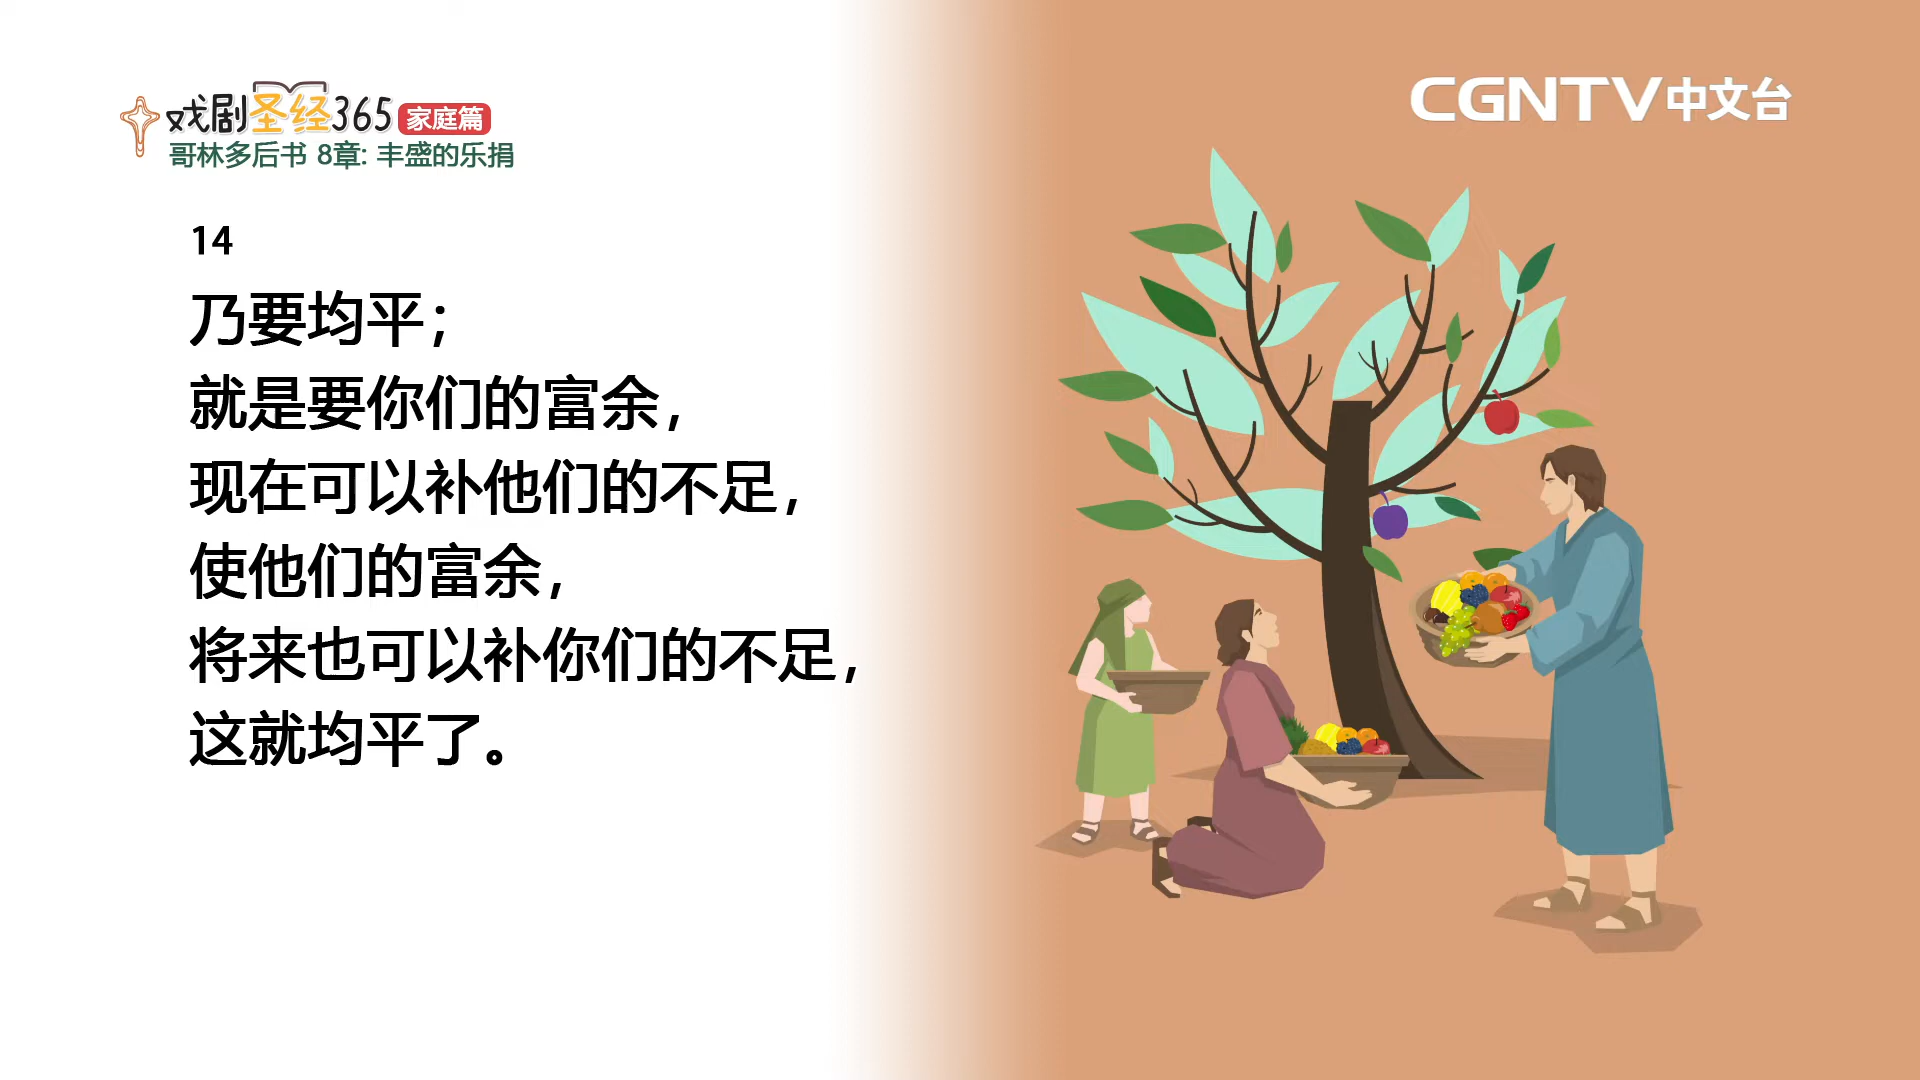 戏剧圣经365 家庭篇
哥林多后书 8章: 丰盛的乐捐
CGNTV中文台
14
乃要均平；
就是要你们的富余，
现在可以补他们的不足，
使他们的富余，
将来也可以补你们的不足，
这就均平了。